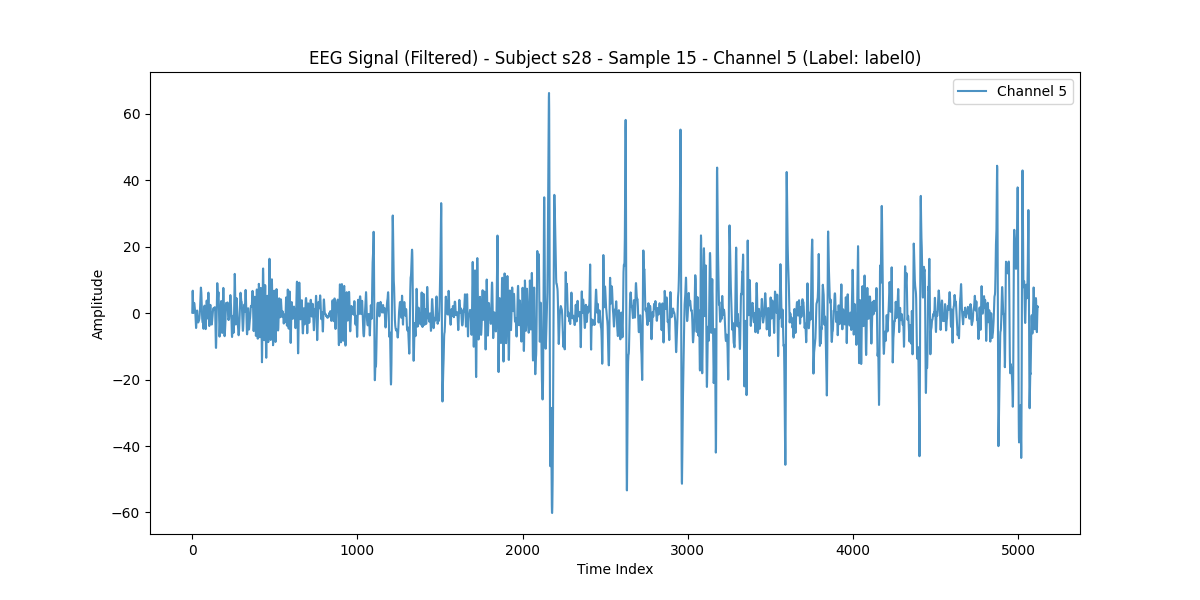 EEG Signal (Filtered) - Subject s28 - Sample 15 - Channel 5 (Label: label0)
Channel 5
60
40
20
0
−20
−40
−60
Amplitude
0 1000 2000 3000 4000 5000
Time Index